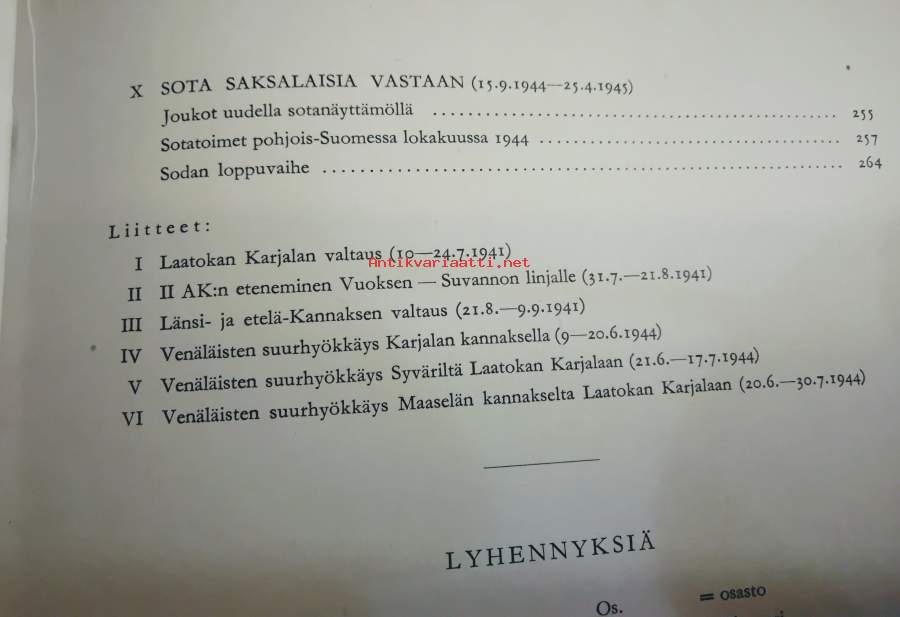 X SOTA SAKSALAISIA VASTAAN (15.9.1944—25.4.1945)
Joukot uudella sotanäyttämöllä ........................................ 255
Sotatoimet pohjois-Suomessa lokakuussa 1944 ........................................ 257
Sodan loppuvaihe ........................................ 264
Liitteet:
I Laatokan Karjalan valtaus (10—24.7.1941)
Antikvariaatti.net
II II AK:n eteneminen Vuoksen — Suvannon linjalle (31.7.—21.8.1941)
III Länsi- ja etelä-Kannaksen valtaus (21.8.—9.9.1941)
IV Venäläisten suurhyökkäys Karjalan kannaksella (9—20.6.1944)
V Venäläisten suurhyökkäys Syväriltä Laatokan Karjalaan (21.6.—17.7.1944)
VI Venäläisten suurhyökkäys Maaselän kannakselta Laatokan Karjalaan (20.6.—30.7.1944)
LYHENNYKSIÄ
Os. = osasto